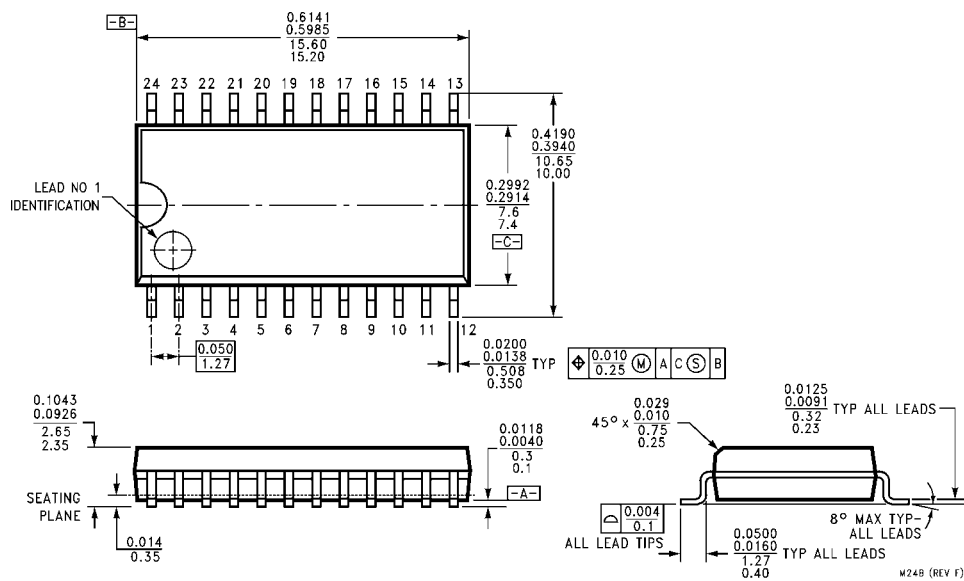 -B-
0.6141
0.5985
15.60
15.20
24 23 22 21 20 19 18 17 16 15 14 13
LEAD NO 1
IDENTIFICATION
0.4190
0.3940
10.65
10.00
0.2992
0.2914
7.6
7.4
-C-
1 2 3 4 5 6 7 8 9 10 11 12
0.050
1.27
0.0200
0.0138
0.508
0.350
TYP
⌖ 0.010 0.25 Ⓜ A C Ⓢ B
0.1043
0.0926
2.65
2.35
SEATING
PLANE
0.014
0.35
0.0118
0.0040
0.3
0.1
-A-
45° x
0.029
0.010
0.75
0.25
0.0125
0.0091
0.32
0.23
TYP ALL LEADS
0.004
0.1
ALL LEAD TIPS
0.0500
0.0160
1.27
0.40
TYP ALL LEADS
8° MAX TYP-
ALL LEADS
M24B (REV F)